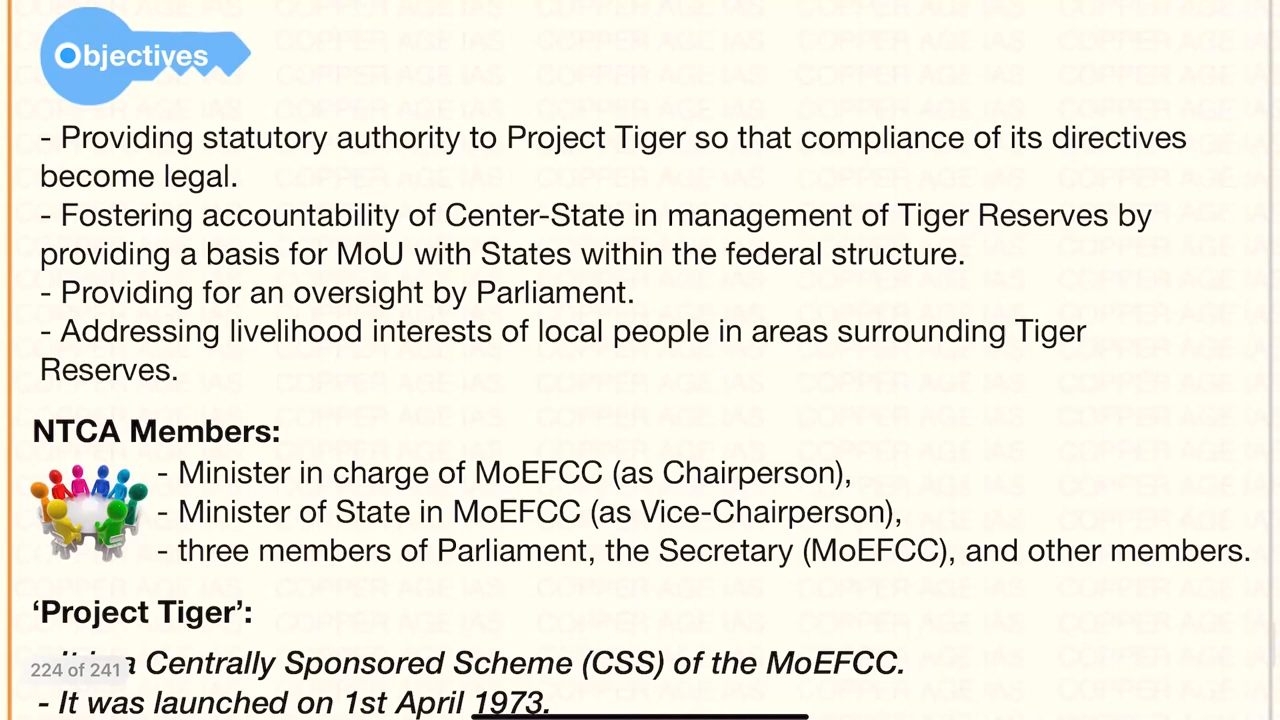 Objectives
- Providing statutory authority to Project Tiger so that compliance of its directives
become legal.
- Fostering accountability of Center-State in management of Tiger Reserves by
providing a basis for MoU with States within the federal structure.
- Providing for an oversight by Parliament.
- Addressing livelihood interests of local people in areas surrounding Tiger
Reserves.
NTCA Members:
- Minister in charge of MoEFCC (as Chairperson),
- Minister of State in MoEFCC (as Vice-Chairperson),
- three members of Parliament, the Secretary (MoEFCC), and other members.
‘Project Tiger’:
224 of 241
a Centrally Sponsored Scheme (CSS) of the MoEFCC.
- It was launched on 1st April 1973.
COPPER AGE IAS